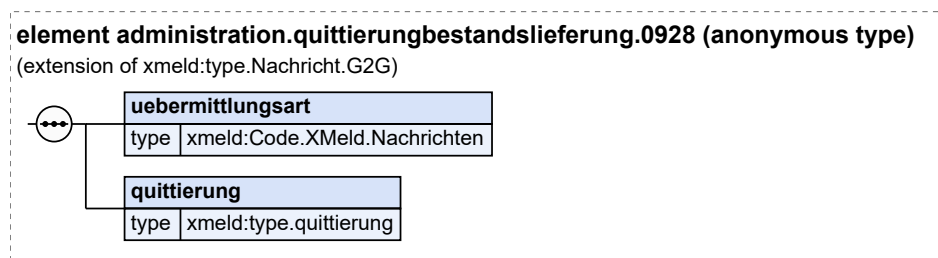 element administration.quittierungbestandslieferung.0928 (anonymous type)
(extension of xmeld:type.Nachricht.G2G)
uebermittlungsart
type xmeld:Code.XMeld.Nachrichten
quittierung
type xmeld:type.quittierung